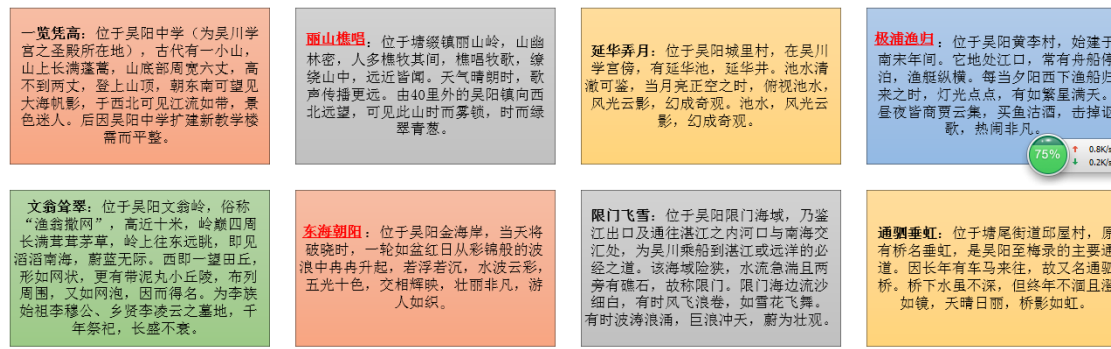 一览凭高：位于吴阳中学（为吴川学
宫之圣殿所在地），古代有一小山，
山上长满蓬蒿，山底部周宽六丈，高
不到两丈，登上山顶，朝东南可望见
大海帆影，于西北可见江流如带，景
色迷人。后因吴阳中学扩建新教学楼
需而平整。
丽山樵唱：位于塘㙍镇丽山岭，山幽
林密，人多樵牧其间，樵唱牧歌，缭
绕山中，远近皆闻。天气晴朗时，歌
声传播更远。由40里外的吴阳镇向西
北远望，可见此山时而雾锁，时而绿
翠青葱。
延华弄月：位于吴阳城里村，在吴川
学宫傍，有延华池，延华井。池水清
澈可鉴，当月亮正空之时，俯视池水，
风光云影，幻成奇观。池水，风光云
影，幻成奇观。
极浦渔归：位于吴阳黄李村，始建于
南宋年间。它地处江口，常有舟船停
泊，渔艇纵横。每当夕阳西下渔船归
来之时，灯光点点，有如繁星满天。
昼夜皆商贾云集，买鱼沽酒，击掉讴
歌，热闹非凡。
75%
0.8K/s
0.2K/s
文翁耸翠：位于吴阳文翁岭，俗称
“渔翁撒网”，高近十米，岭巅四周
长满茸茸茅草，岭上往东远眺，即见
滔滔南海，蔚蓝无际。西即一望田丘，
形如网状，更有带泥丸小丘陵，布列
周围，又如网泡，因而得名。为李族
始祖李穆公、乡贤李凌云之墓地，千
年祭祀，长盛不衰。
东海朝阳：位于吴阳金海岸，当天将
破晓时，一轮如盆红日从彩锦般的波
浪中冉冉升起，若浮若沉，水波云彩，
五光十色，交相辉映，壮丽非凡，游
人如织。
限门飞雪：位于吴阳限门海域，乃鉴
江出口及通往湛江之内河口与南海交
汇处，为吴川乘船到湛江或远洋的必
经之道。该海域险狭，水流急湍且两
旁有礁石，故称限门。限门海边流沙
细白，有时风飞浪卷，如雪花飞舞。
有时波涛浪涌，巨浪冲天，蔚为壮观。
通驷垂虹：位于塘尾街道邱屋村，原
有桥名垂虹，是吴阳至梅录的主要通
道。因长年有车马来往，故又名通驷
桥。桥下水虽不深，但终年不涸且澄
如镜，天晴日丽，桥影如虹。